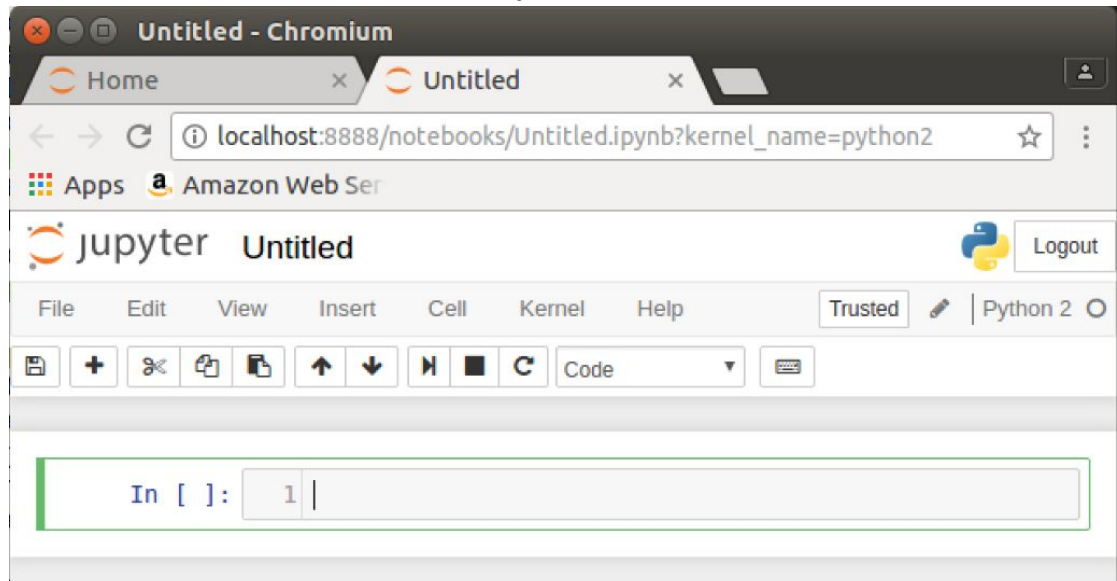 Untitled - Chromium
Home
Untitled
localhost:8888/notebooks/Untitled.ipynb?kernel_name=python2
Apps Amazon Web Ser
jupyter Untitled Logout
File Edit View Insert Cell Kernel Help Trusted Python 2
Code
In [ ]: 1